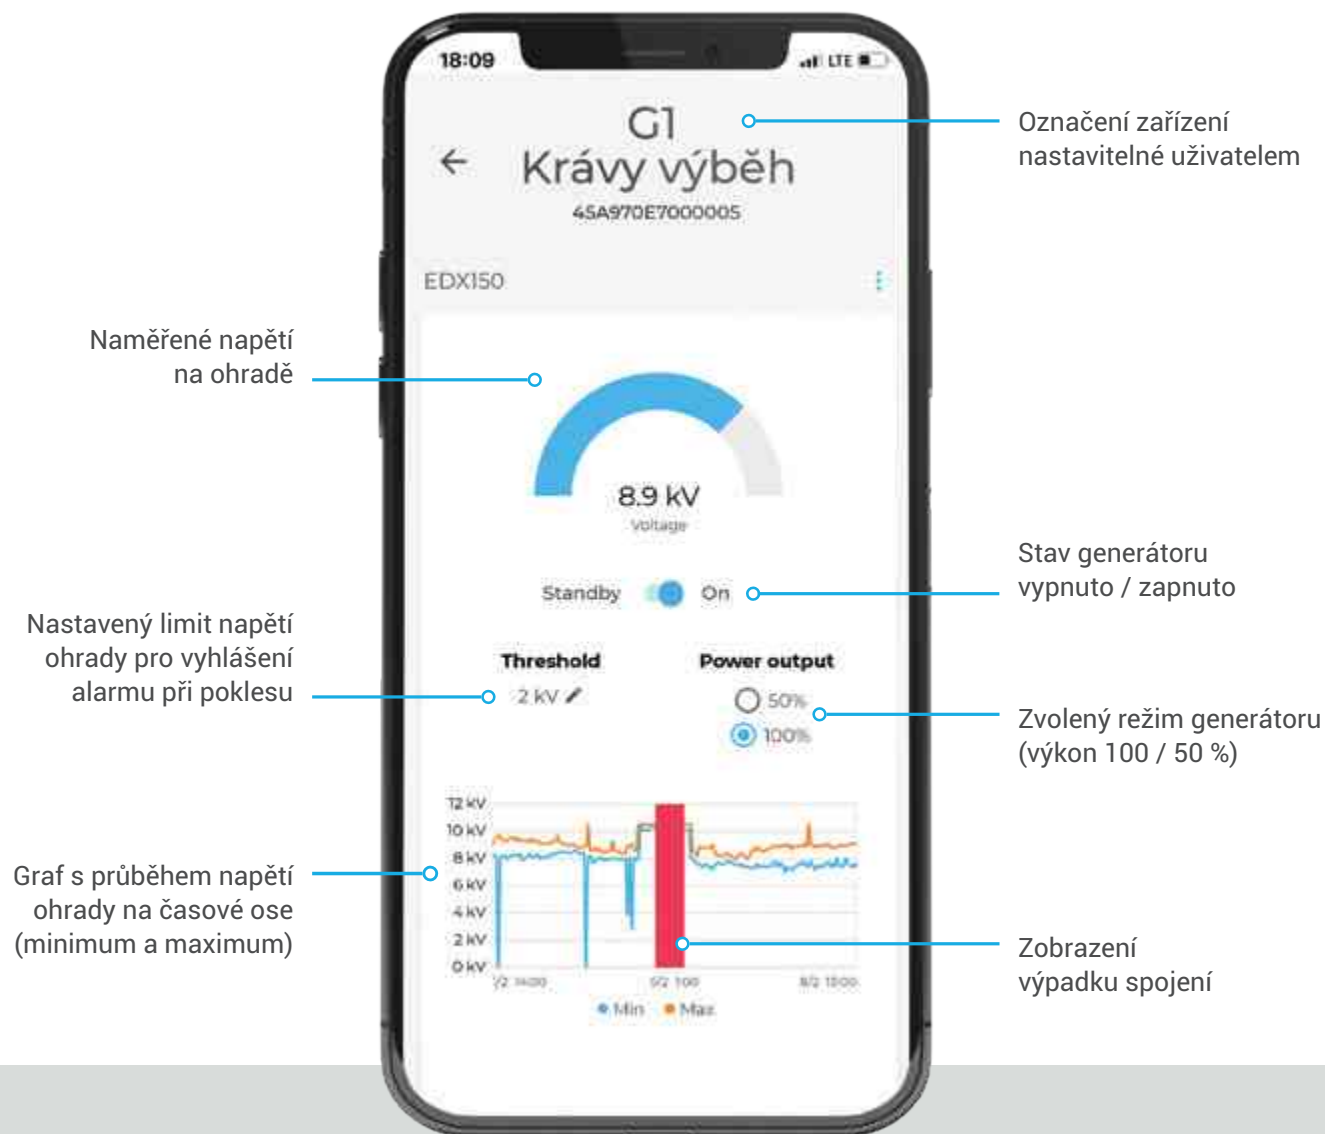 18:09
LTE
G1
Krávy výběh
45A970E7000005
EDX150
Označení zařízení
nastavitelné uživatelem
Naměřené napětí
na ohradě
8.9 kV
Voltage
Standby
On
Stav generátoru
vypnuto / zapnuto
Nastavený limit napětí
ohrady pro vyhlášení
alarmu při poklesu
Threshold
2 kV
Power output
50%
100%
Zvolený režim generátoru
(výkon 100 / 50 %)
Graf s průběhem napětí
ohrady na časové ose
(minimum a maximum)
12 kV
10 kV
8 kV
6 kV
4 kV
2 kV
0 kV
Min
Max
Zobrazení
výpadku spojení